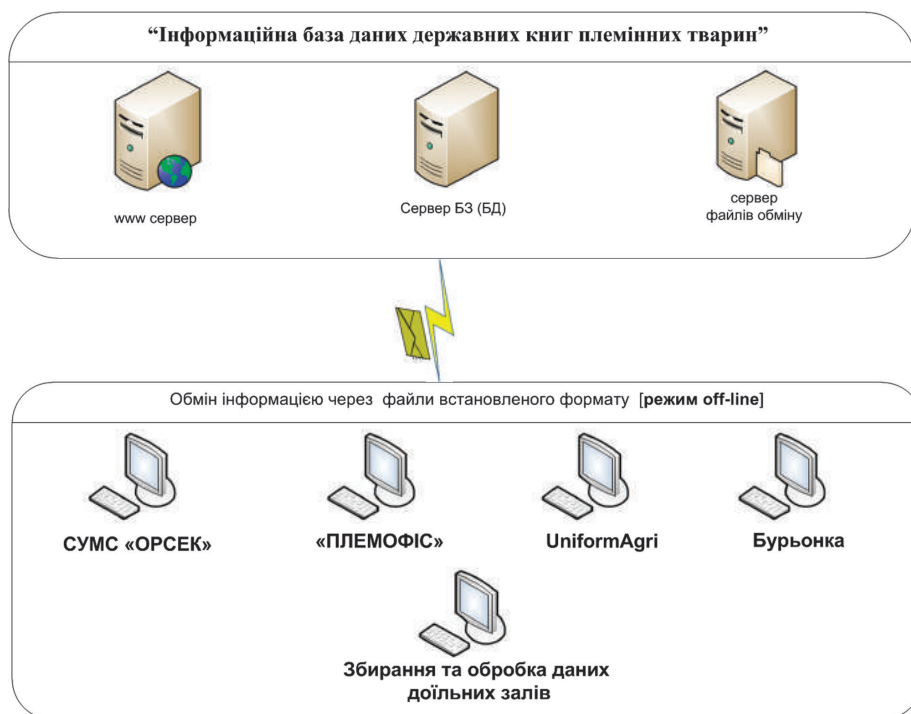 “Інформаційна база даних державних книг племінних тварин”
www сервер
Сервер БЗ (БД)
сервер
файлів обміну
Обмін інформацією через файли встановленого формату [режим off-line]
СУМС «ОРСЕК»
«ПЛЕМОФІС»
UniformAgri
Бурьонка
Збирання та обробка даних
доїльних залів